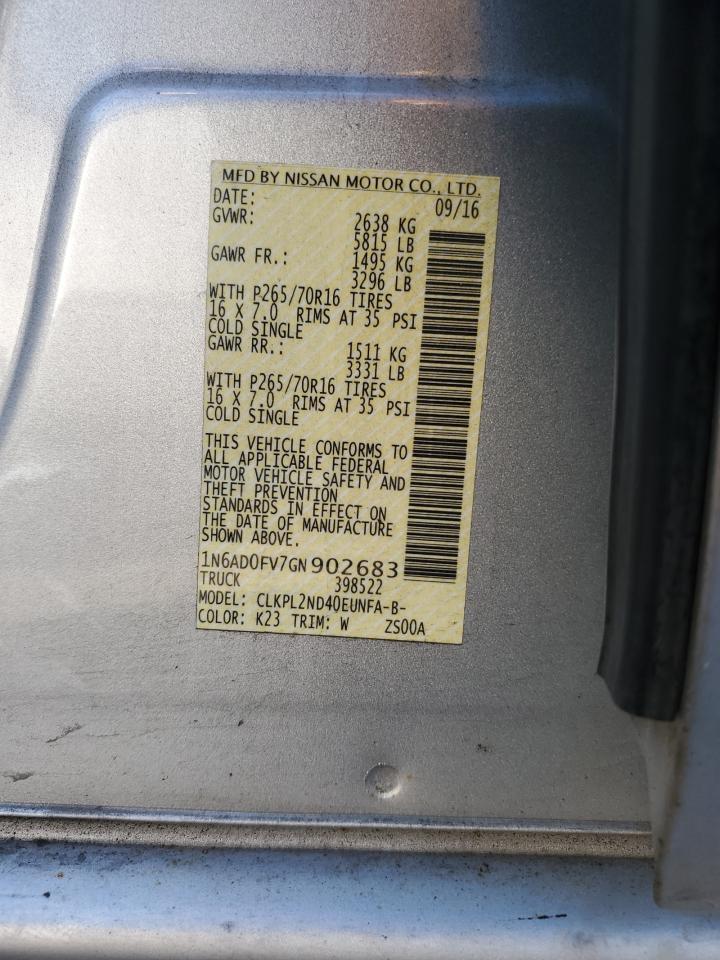 MFD BY NISSAN MOTOR CO., LTD.
DATE: 09/16
GVWR: 2638 KG
5815 LB
GAWR FR.: 1495 KG
3296 LB
WITH P265/70R16 TIRES
16 X 7.0 RIMS AT 35 PSI
COLD SINGLE
GAWR RR.: 1511 KG
3331 LB
WITH P265/70R16 TIRES
16 X 7.0 RIMS AT 35 PSI
COLD SINGLE
THIS VEHICLE CONFORMS TO
ALL APPLICABLE FEDERAL
MOTOR VEHICLE SAFETY AND
THEFT PREVENTION
STANDARDS IN EFFECT ON
THE DATE OF MANUFACTURE
SHOWN ABOVE.
1N6AD0FV7GN902683
TRUCK 398522
MODEL: CLKPL2ND40EUNFA-B-
COLOR: K23 TRIM: W ZS00A